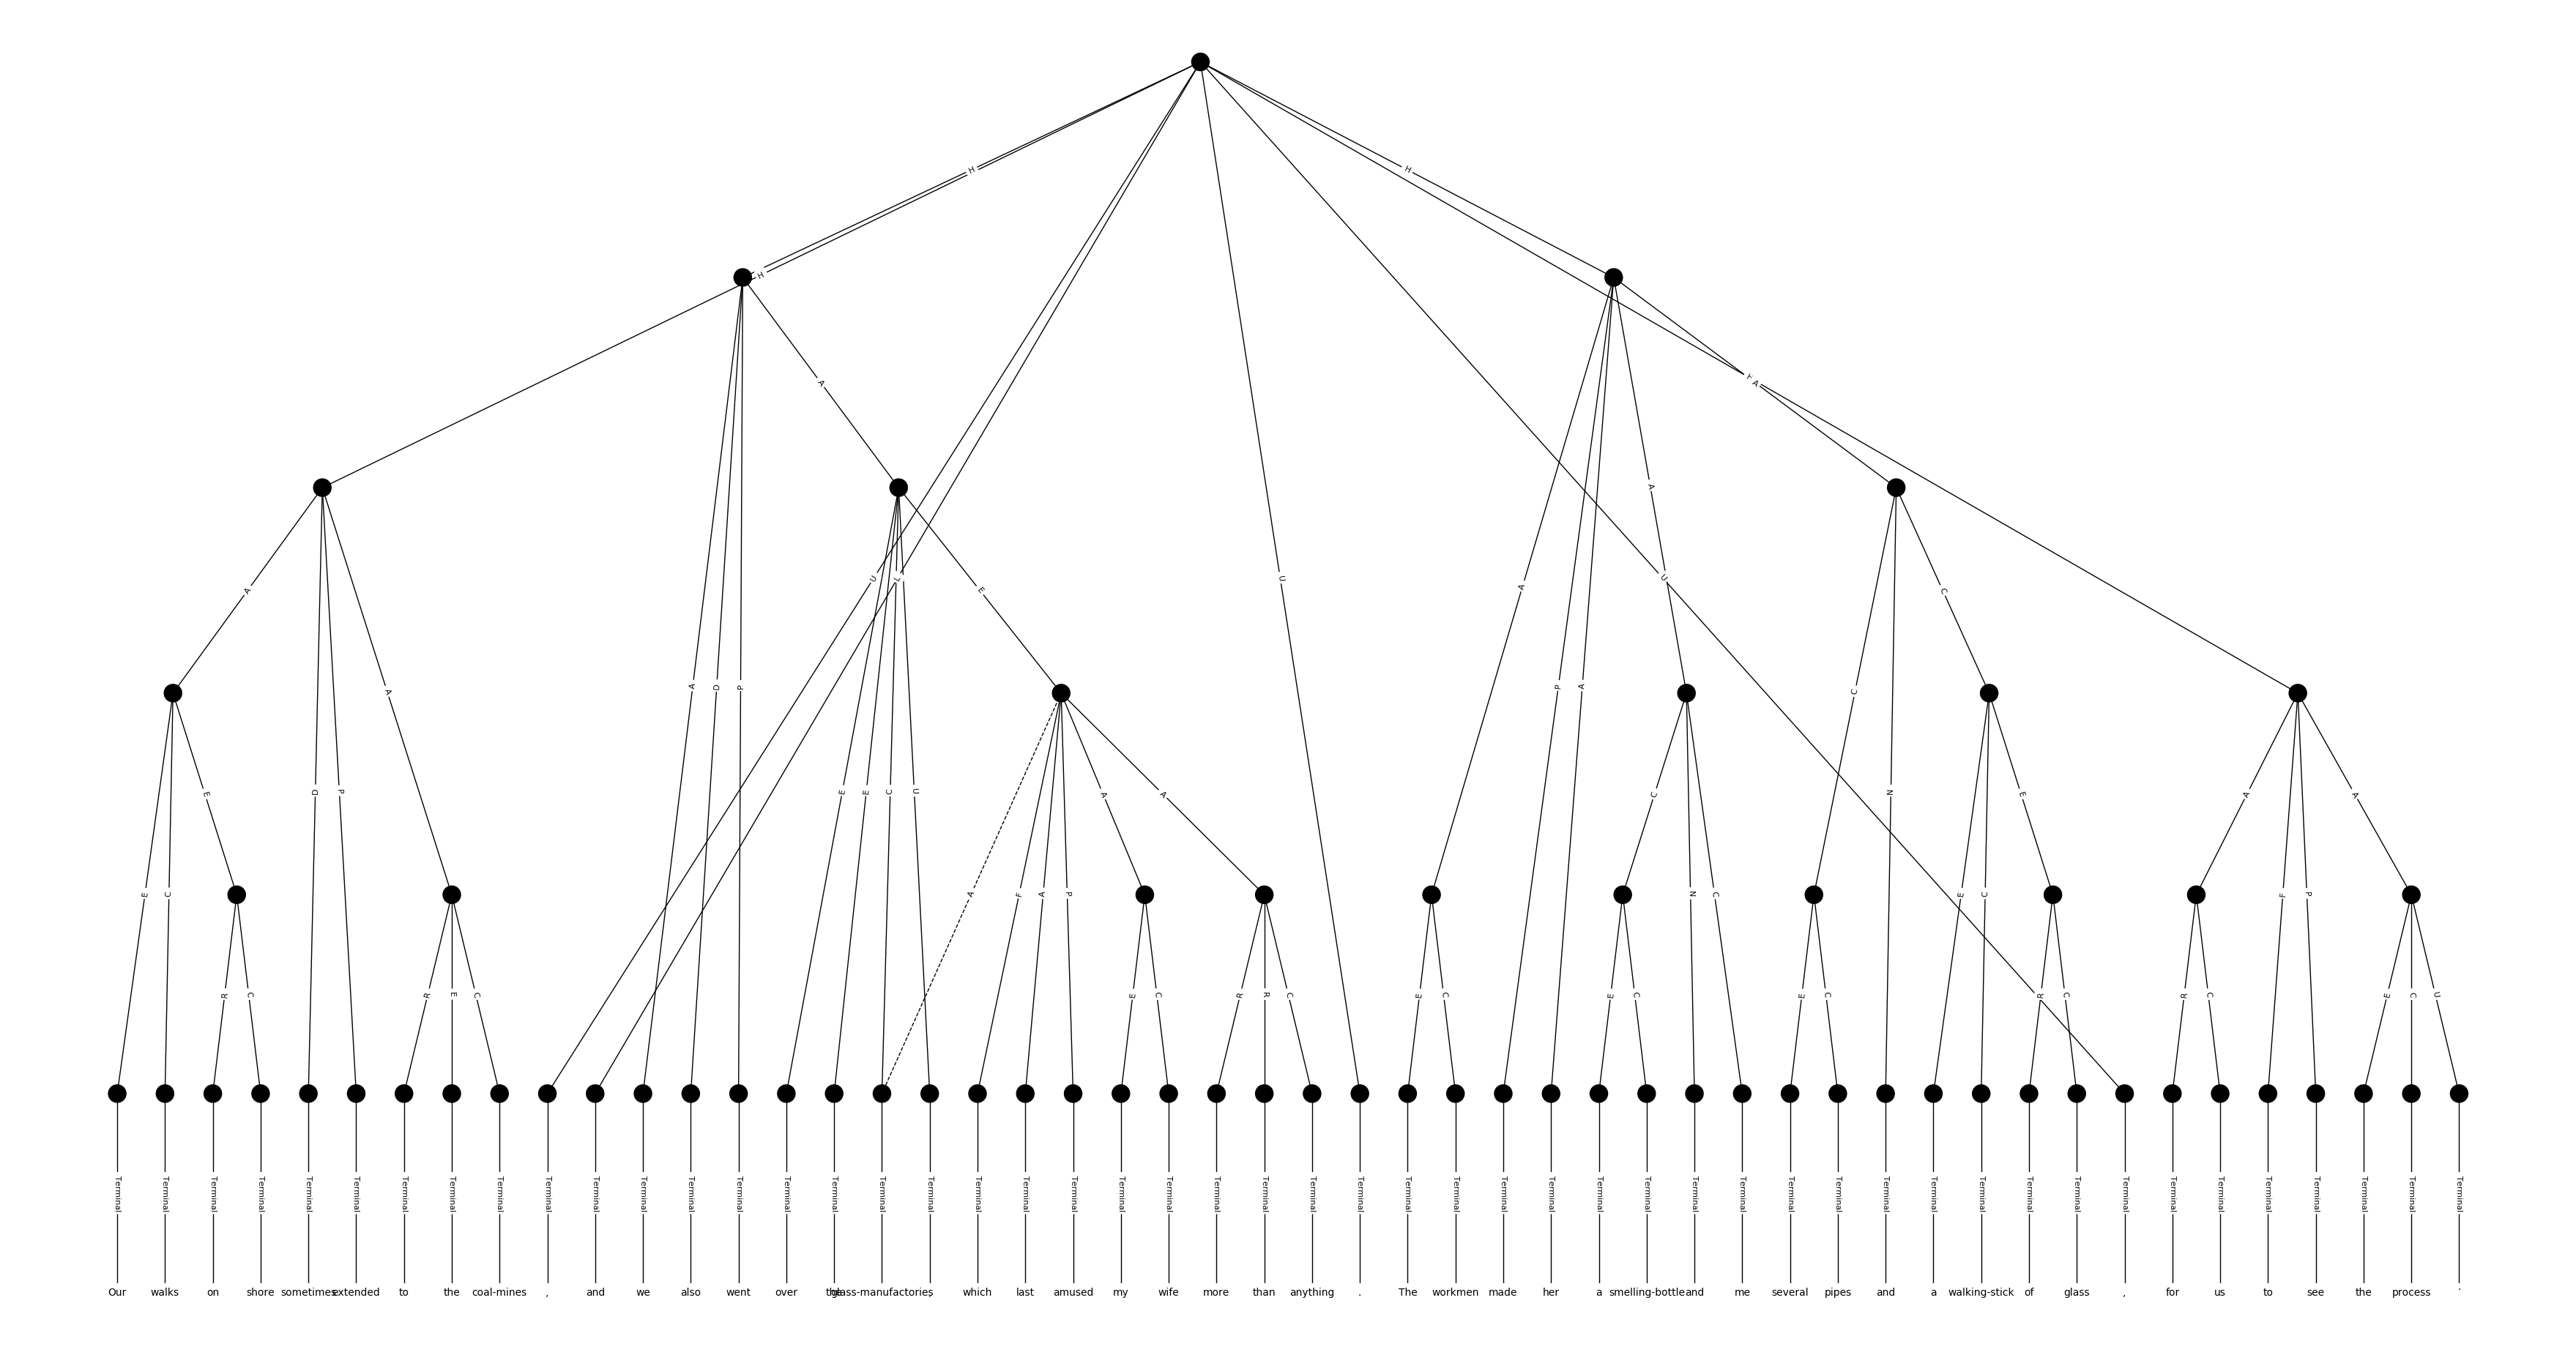 H H
H
H A
A A U L E U A A U C
A P A D P C N
D P E E C U A A N E A A
E C E A F A P N C E C F P
R C R E C E C R R C E C E C E C R C R C E C U
Terminal Terminal Terminal Terminal Terminal Terminal Terminal Terminal Terminal Terminal Terminal Terminal Terminal Terminal Terminal Terminal Terminal Terminal Terminal Terminal Terminal Terminal Terminal Terminal Terminal Terminal Terminal Terminal Terminal Terminal Terminal Terminal Terminal Terminal Terminal Terminal Terminal Terminal Terminal Terminal Terminal Terminal Terminal Terminal Terminal Terminal Terminal Terminal Terminal Terminal
Our walks on shore sometimes extended to the coal-mines , and we also went over the glass-manufactories , which last amused my wife more than anything . The workmen made her a smelling-bottle and me several pipes and a walking-stick of glass , for us to see the process .